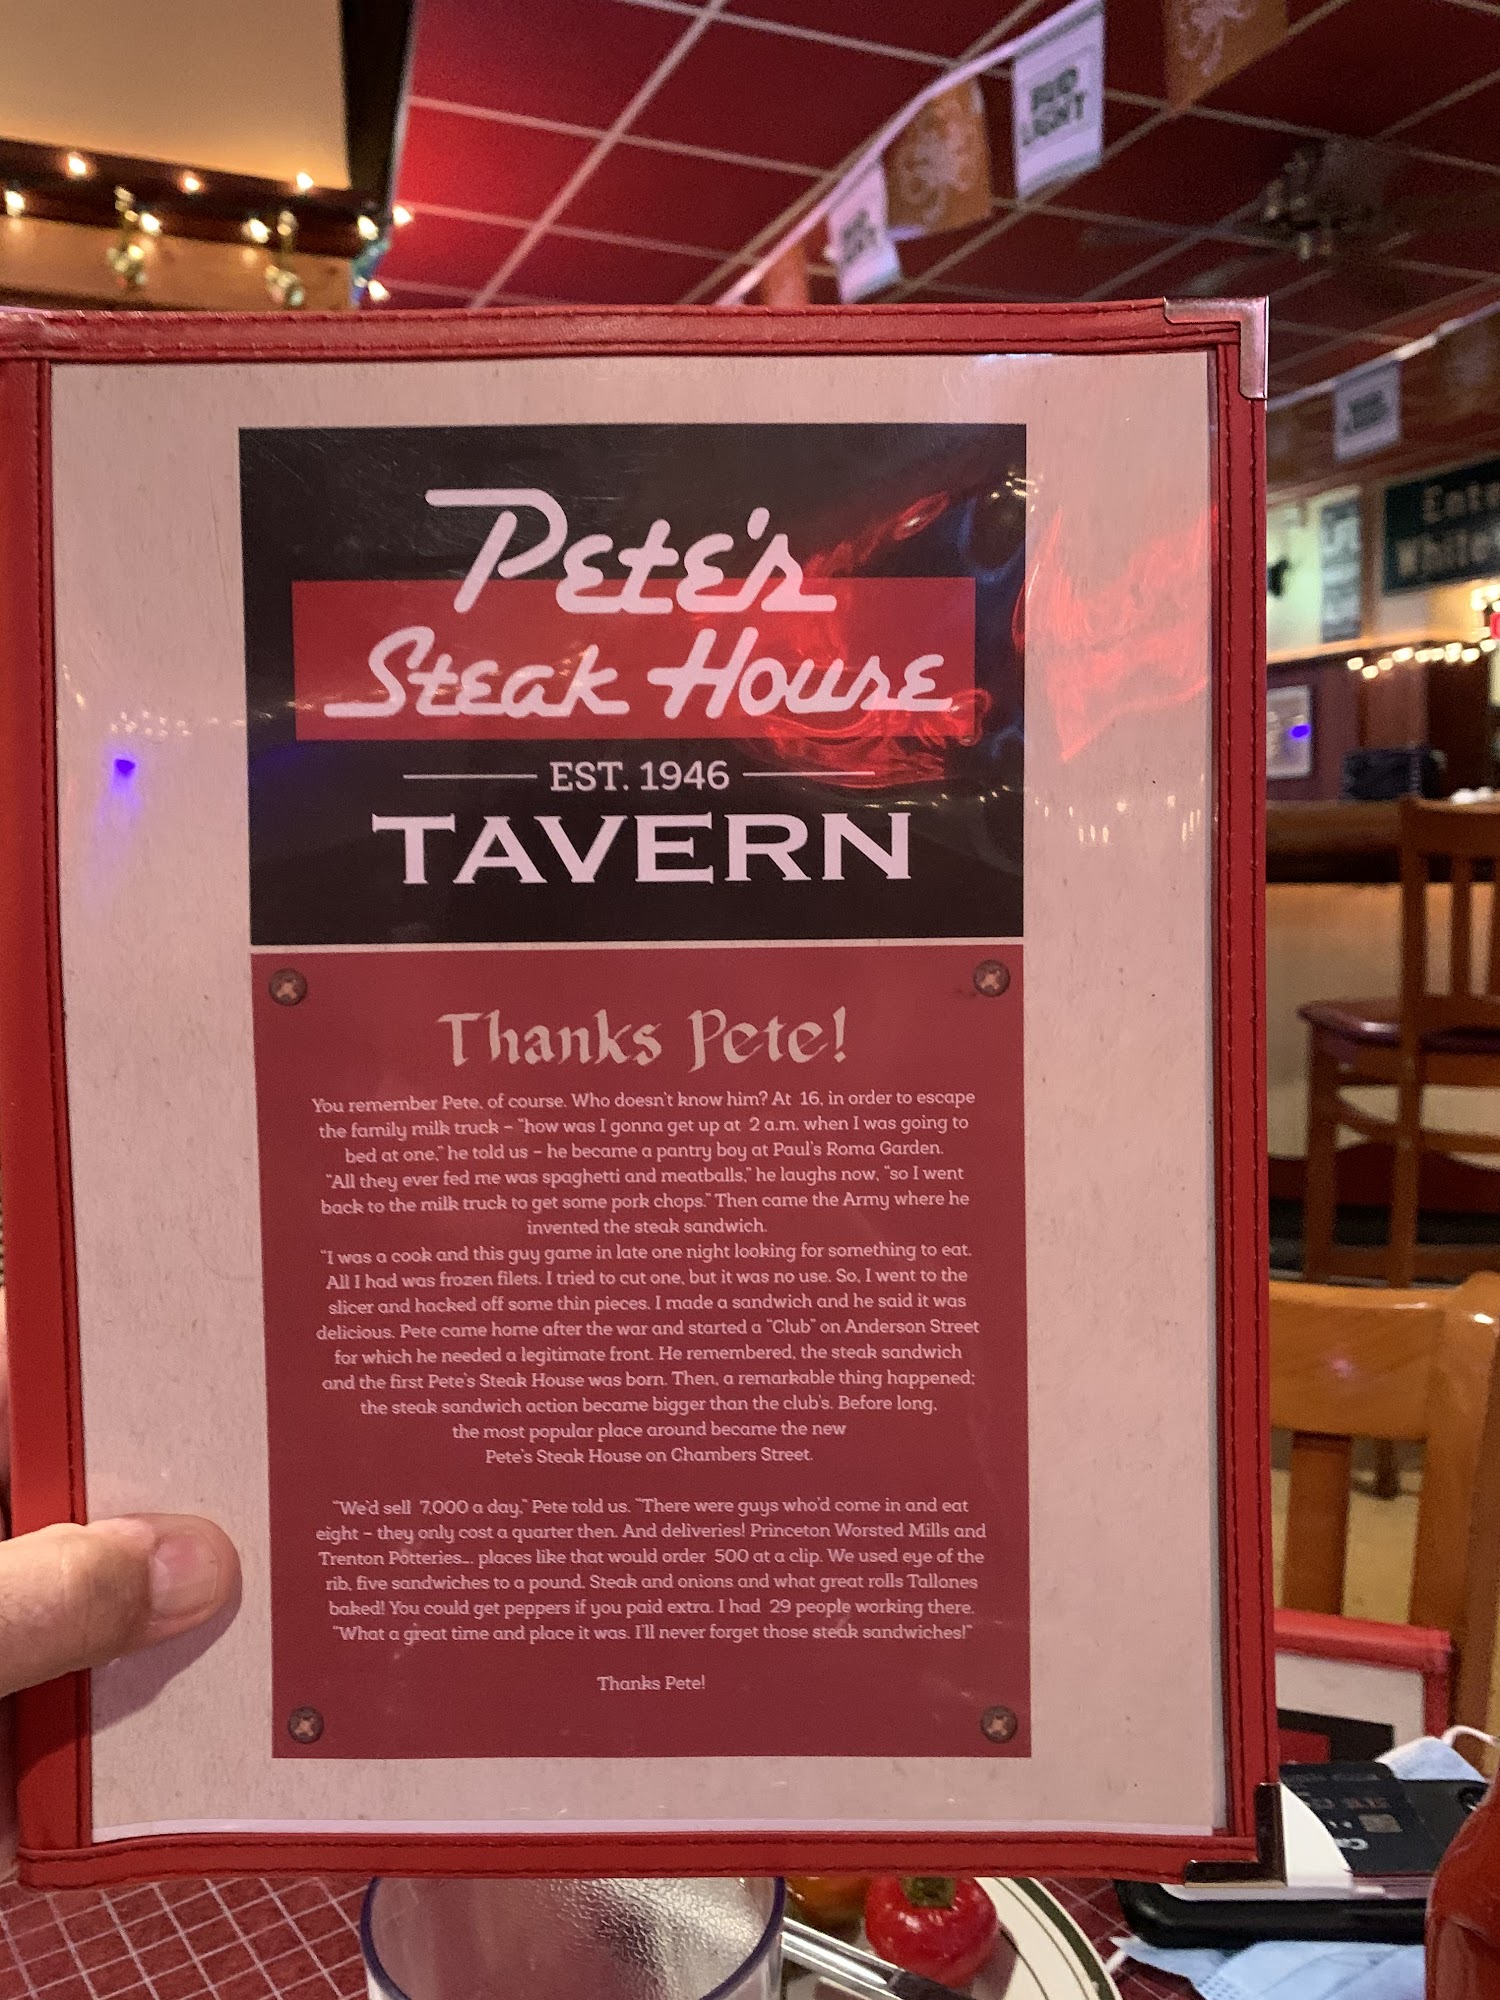 BUD
LIGHT
Pete's
Steak House
EST. 1946
TAVERN
Thanks Pete!
You remember Pete, of course. Who doesn't know him? At 16, in order to escape
the family milk truck – "how was I gonna get up at 2 a.m. when I was going to
bed at one," he told us – he became a pantry boy at Paul's Roma Garden.
"All they ever fed me was spaghetti and meatballs," he laughs now, "so I went
back to the milk truck to get some pork chops." Then came the Army where he
invented the steak sandwich.
"I was a cook and this guy game in late one night looking for something to eat.
All I had was frozen filets. I tried to cut one, but it was no use. So, I went to the
slicer and hacked off some thin pieces. I made a sandwich and he said it was
delicious. Pete came home after the war and started a "Club" on Anderson Street
for which he needed a legitimate front. He remembered, the steak sandwich
and the first Pete's Steak House was born. Then, a remarkable thing happened;
the steak sandwich action became bigger than the club's. Before long,
the most popular place around became the new
Pete's Steak House on Chambers Street.
"We'd sell 7,000 a day," Pete told us. "There were guys who'd come in and eat
eight – they only cost a quarter then. And deliveries! Princeton Worsted Mills and
Trenton Potteries... places like that would order 500 at a clip. We used eye of the
rib, five sandwiches to a pound. Steak and onions and what great rolls Tallones
baked! You could get peppers if you paid extra. I had 29 people working there.
"What a great time and place it was. I'll never forget those steak sandwiches!"
Thanks Pete!